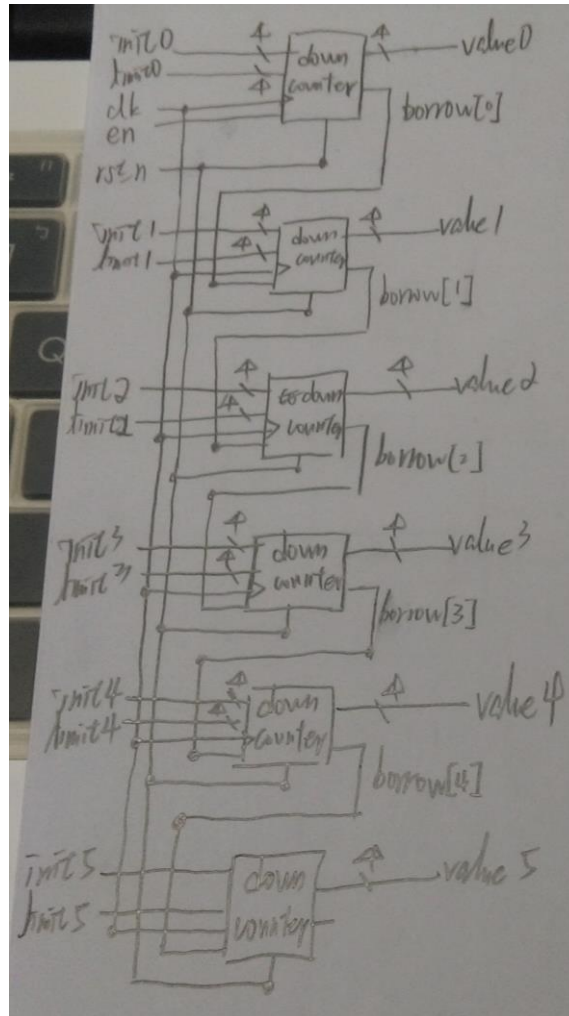 init0 4 4 value0
limit0 4 down counter
clk
en borrow[0]
rst_n
init1 4 4 value1
limit1 4 down counter
borrow[1]
init2 4 4 value2
limit2 4 down counter
borrow[2]
init3 4 4 value3
limit3 4 down counter
borrow[3]
init4 4 4 value4
limit4 4 down counter
borrow[4]
init5 4 value5
limit5 down counter
Q